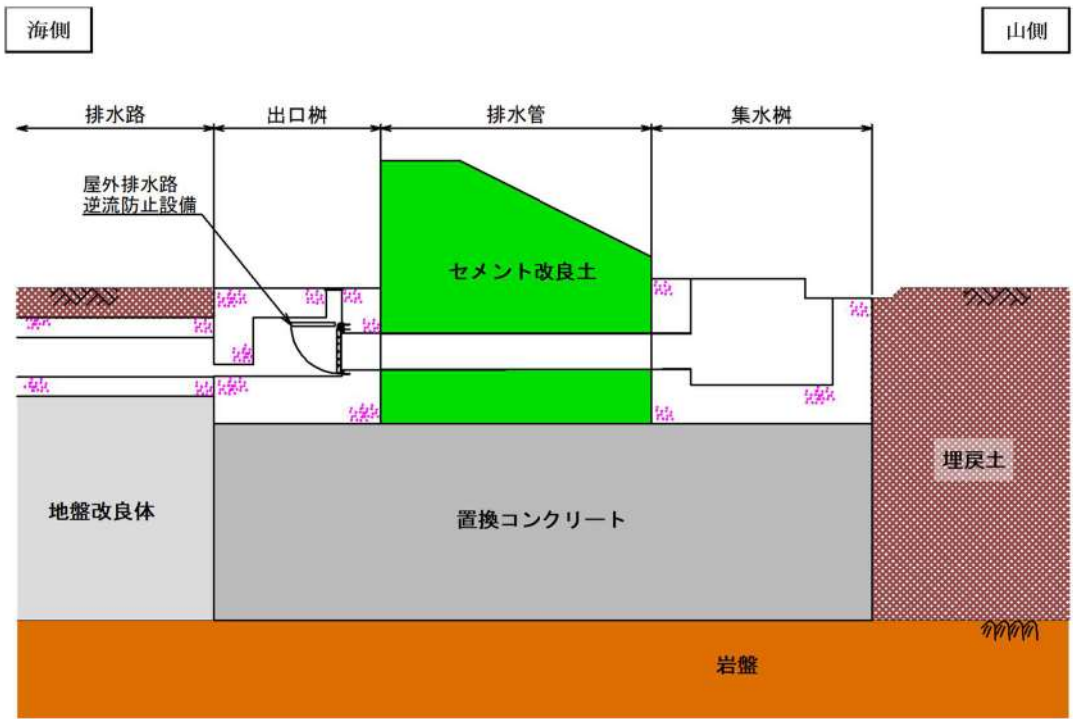 海側
山側
排水路
出口桝
排水管
集水桝
屋外排水路
逆流防止設備
セメント改良土
埋戻土
地盤改良体
置換コンクリート
岩盤